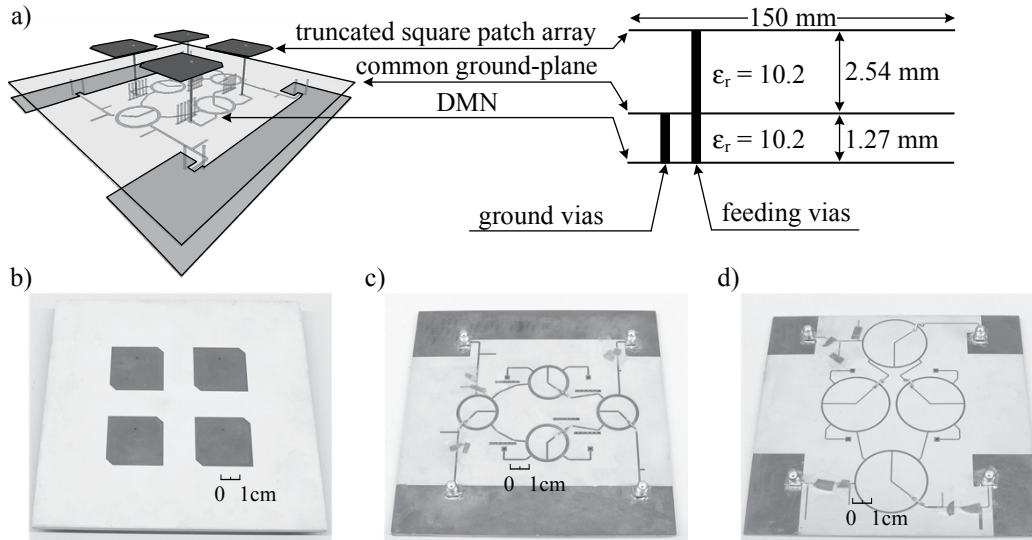 a)
150 mm
truncated square patch array
common ground-plane
εr = 10.2
2.54 mm
DMN
εr = 10.2
1.27 mm
ground vias
feeding vias
b)
c)
d)
0 1cm
0 1cm
0 1cm